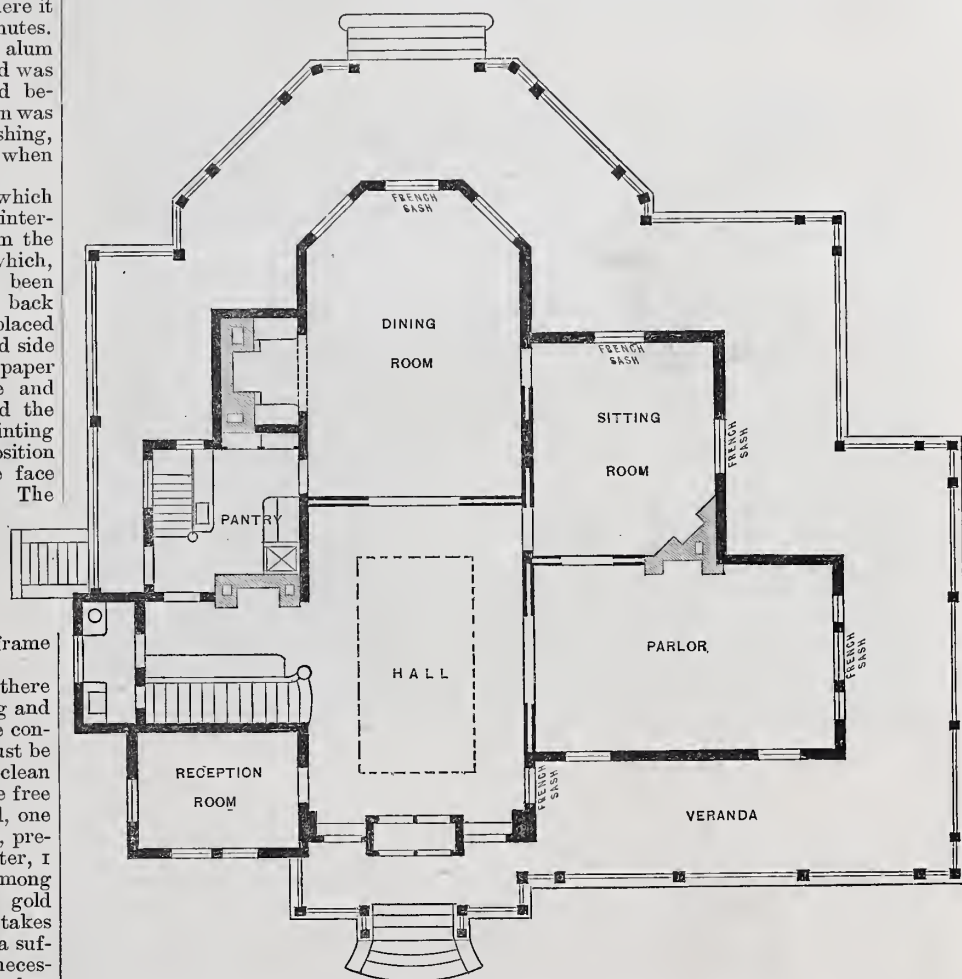 ere it
nutes.
alum
d was
d be-
n was
shing,
when
which
inter-
m the
which,
been
back
placed
d side
paper
e and
d the
inting
osition
e face
The
frame
there
g and
e con-
ust be
clean
e free
l, one
, pre-
ter, 1
mong
gold
takes
a suf-
neces-
FRENCH
SASH
DINING
ROOM
FRENCH
SASH
SITTING
ROOM
FRENCH
SASH
PANTRY
HALL
PARLOR
FRENCH
SASH
RECEPTION
ROOM
FRENCH
SASH
VERANDA